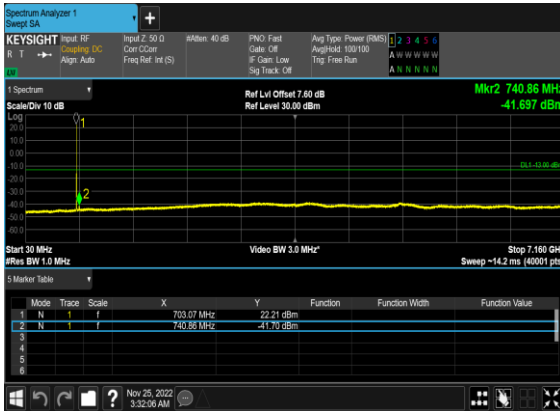 Spectrum Analyzer 1
Swept SA
KEYSIGHT Input: RF Input Z: 50 Ω #Atten: 40 dB PNO: Fast Avg Type: Power (RMS) 1 2 3 4 5 6
R T Coupling: DC Corr CCorr Gate: Off Avg|Hold: 100/100 A W W W W W
Align: Auto Freq Ref: Int (S) IF Gain: Low Trig: Free Run
Sig Track: Off A N N N N N
1 Spectrum Ref Lvl Offset 7.60 dB Mkr2 740.86 MHz
Scale/Div 10 dB Ref Level 30.00 dBm -41.697 dBm
Log
20.0
10.0
0.00
-10.0
-20.0
-30.0
-40.0
-50.0
-60.0
1
2
DL1 -13.00 dBm
Start 30 MHz Video BW 3.0 MHz* Stop 7.160 GH
#Res BW 1.0 MHz Sweep ~14.2 ms (40001 pts
5 Marker Table
Mode Trace Scale X Y Function Function Width Function Value
1 N 1 f 703.07 MHz 22.21 dBm
2 N 1 f 740.86 MHz -41.70 dBm
3
4
5
6
? Nov 25, 2022
3:32:06 AM